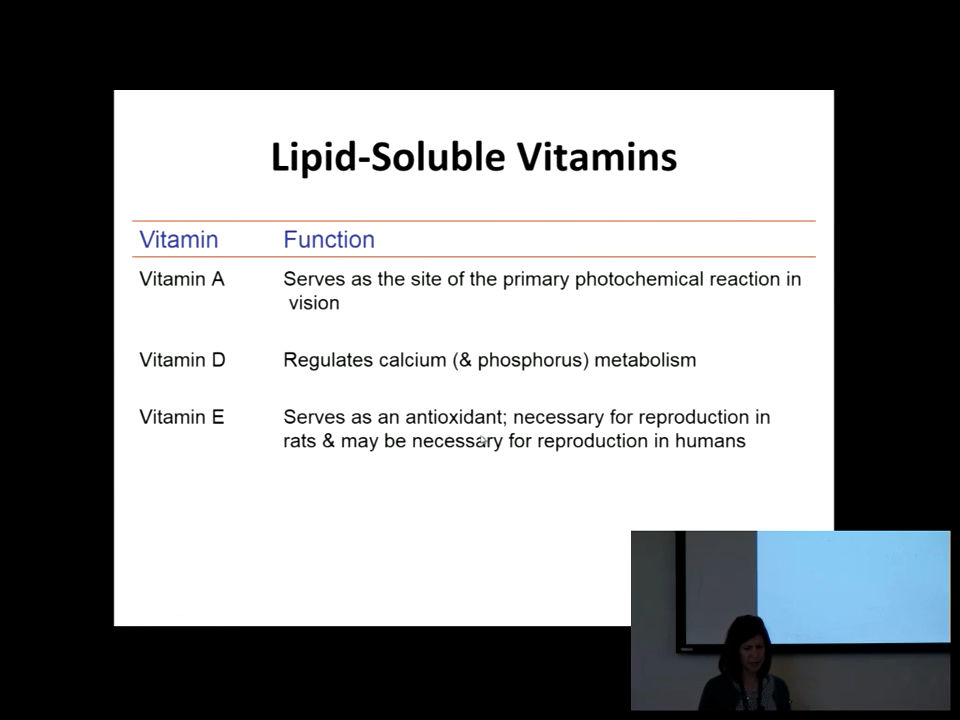 Lipid-Soluble Vitamins
Vitamin Function
Vitamin A Serves as the site of the primary photochemical reaction in
vision
Vitamin D Regulates calcium (& phosphorus) metabolism
Vitamin E Serves as an antioxidant; necessary for reproduction in
rats & may be necessary for reproduction in humans